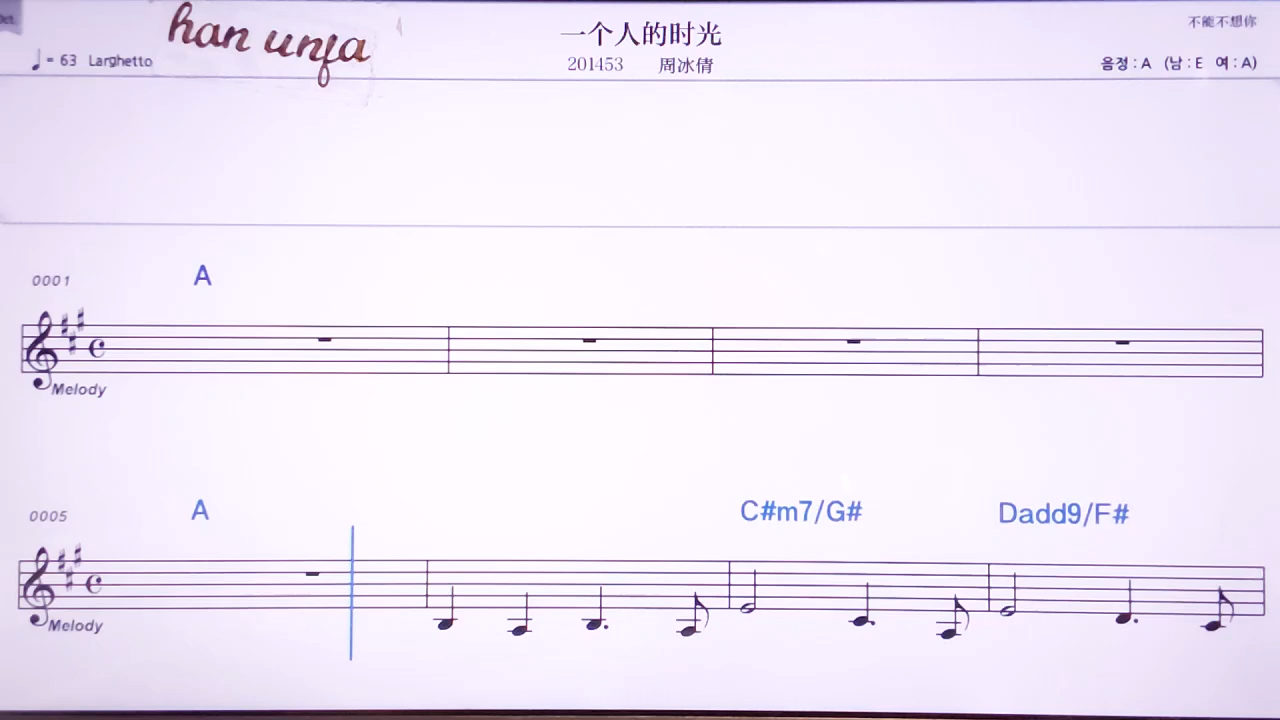 han unja
一个人的时光
不能不想你
♩= 63 Larghetto
201453 周冰倩
음정 : A (남 : E 여 : A)
0001
A
Melody
0005
A
C#m7/G#
Dadd9/F#
Melody